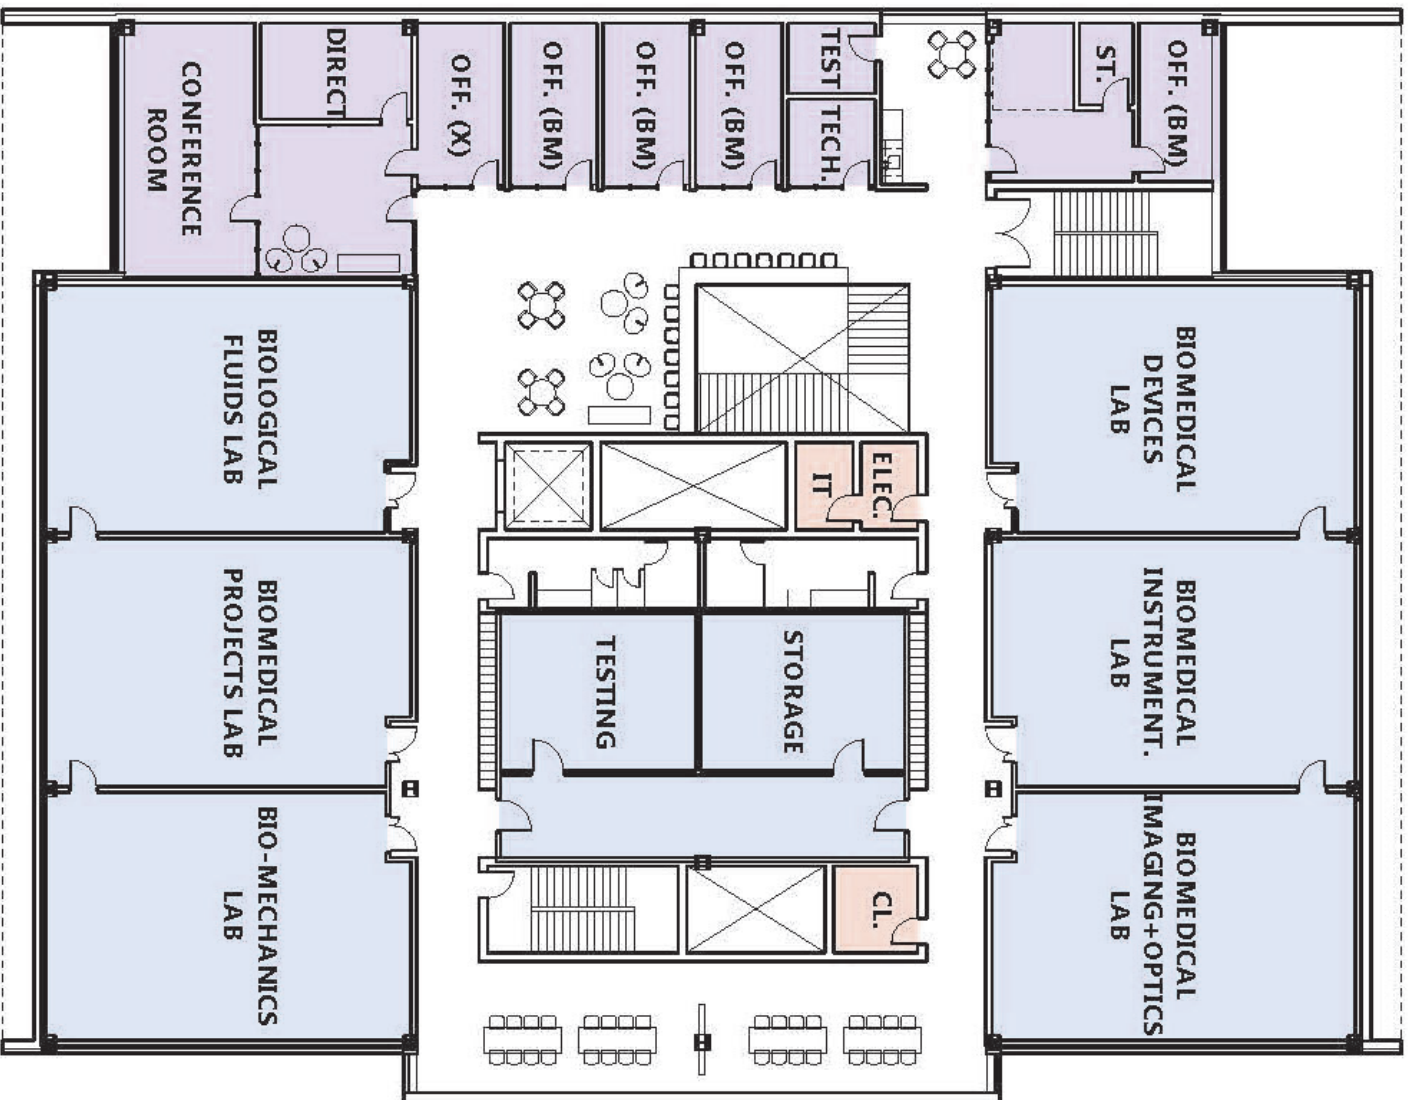 CONFERENCE
ROOM
DIRECT
OFF. (X)
OFF. (BM)
OFF. (BM)
OFF. (BM)
TEST
TECH.
ST.
OFF. (BM)
BIOLOGICAL
FLUIDS LAB
BIOMEDICAL
DEVICES
LAB
IT
ELEC.
BIOMEDICAL
PROJECTS LAB
TESTING
STORAGE
BIOMEDICAL
INSTRUMENT.
LAB
BIO-MECHANICS
LAB
CL.
BIOMEDICAL
IMAGING+OPTICS
LAB